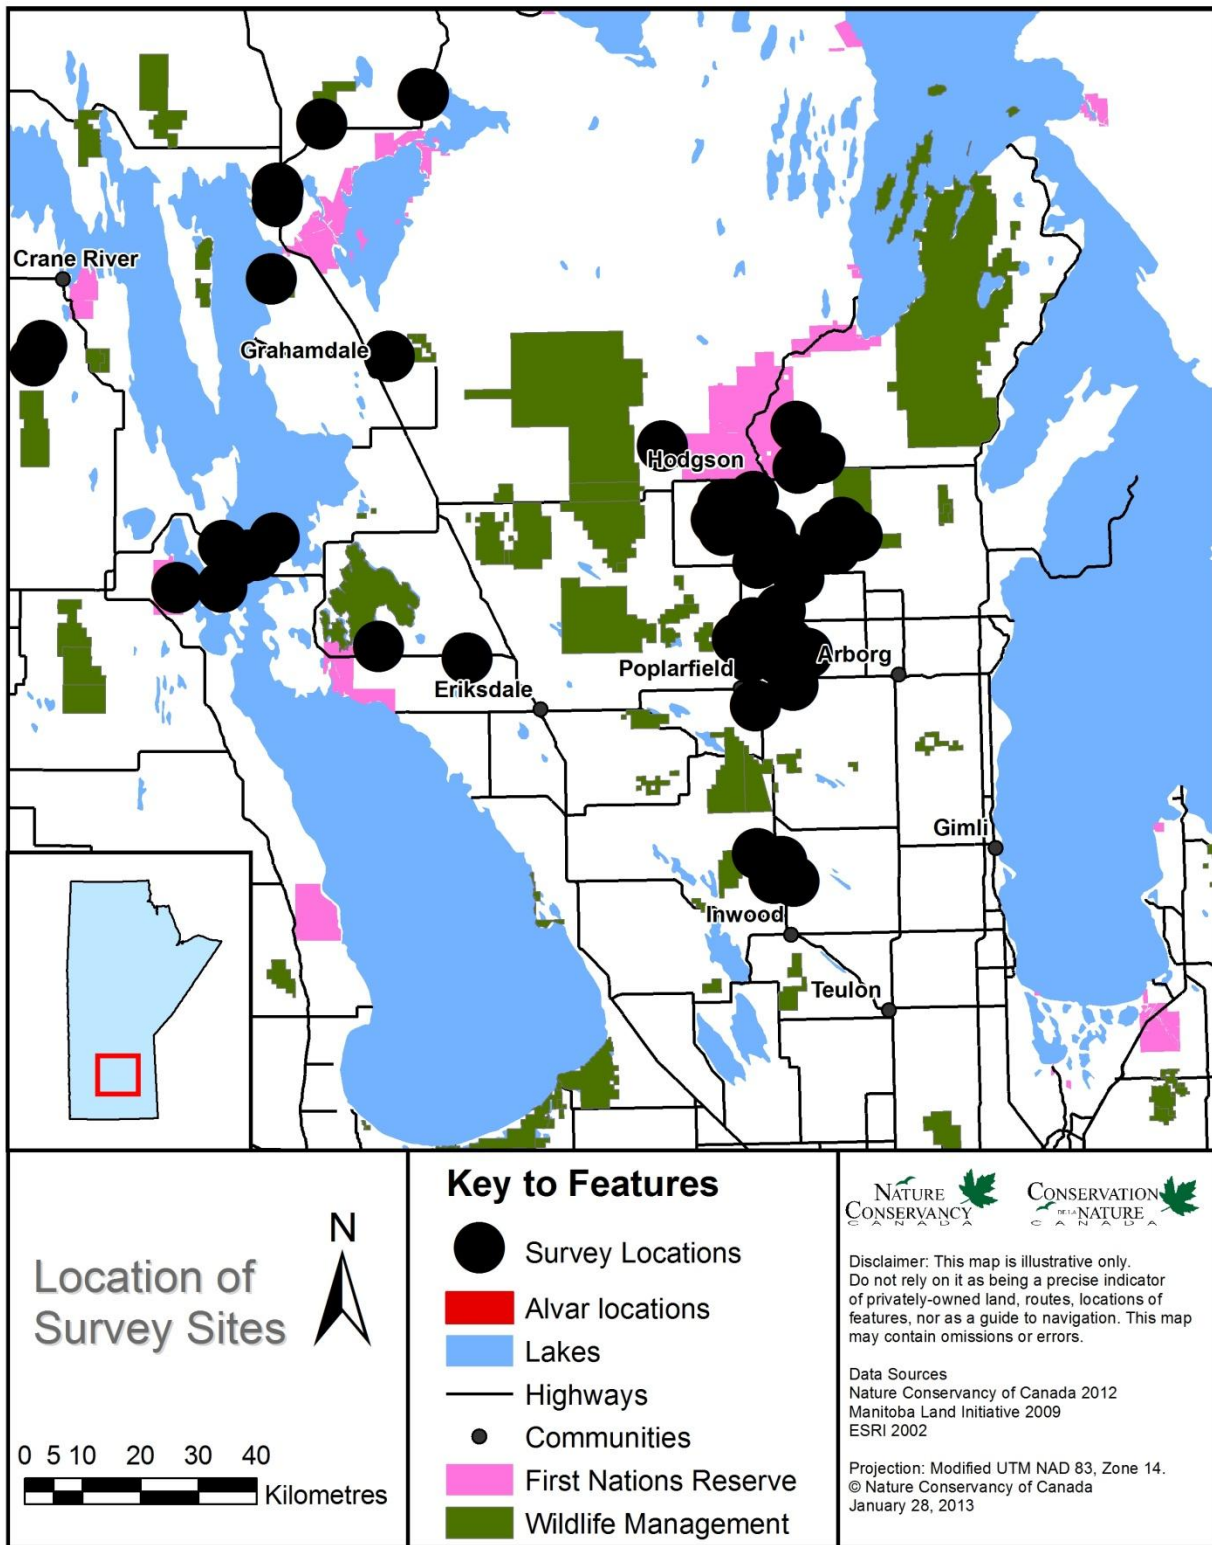 Crane River
Grahamdale
Hodgson
Poplarfield
Arborg
Eriksdale
Gimli
Inwood
Teulon
Location of
Survey Sites
N
0 5 10 20 30 40
Kilometres
Key to Features
Survey Locations
Alvar locations
Lakes
Highways
Communities
First Nations Reserve
Wildlife Management
NATURE
CONSERVANCY
CANADA
CONSERVATION
DE LA NATURE
CANADA
Disclaimer: This map is illustrative only.
Do not rely on it as being a precise indicator
of privately-owned land, routes, locations of
features, nor as a guide to navigation. This map
may contain omissions or errors.
Data Sources
Nature Conservancy of Canada 2012
Manitoba Land Initiative 2009
ESRI 2002
Projection: Modified UTM NAD 83, Zone 14.
© Nature Conservancy of Canada
January 28, 2013